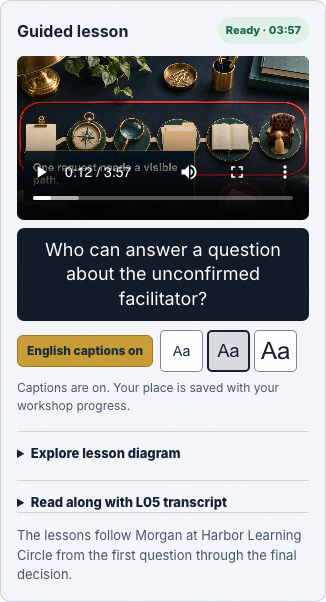 Guided lesson
Ready · 03:57
One request needs a visible
path.
0:12 / 3:57
Who can answer a question
about the unconfirmed
facilitator?
English captions on
Aa
Aa
Aa
Captions are on. Your place is saved with your
workshop progress.
Explore lesson diagram
Read along with L05 transcript
The lessons follow Morgan at Harbor Learning
Circle from the first question through the final
decision.